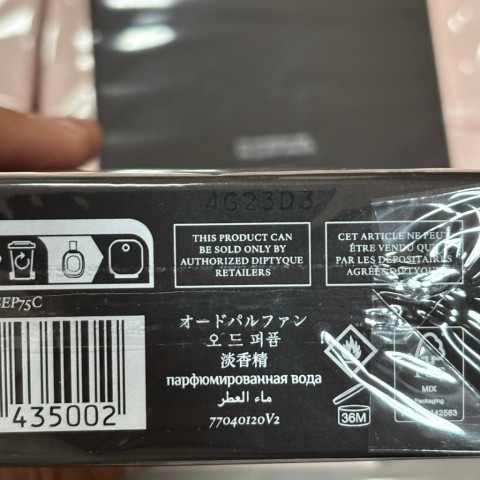 4G23D3
THIS PRODUCT CAN
BE SOLD ONLY BY
AUTHORIZED DIPTYQUE
RETAILERS
CET ARTICLE NE PEUT
ÊTRE VENDU QUE
PAR LES DÉPOSITAIRES
AGRÉÉS DIPTYQUE
EP75C
435002
オードパルファン
오 드 퍼퓸
淡香精
парфюмированная вода
ماء العطر
77040120V2
36M
MIX
Packaging